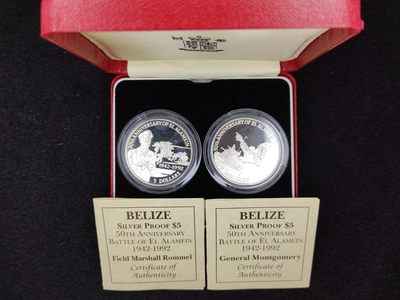 50TH ANNIVERSARY OF EL ALAMEIN
1942-1992
5 DOLLARS
50TH ANNIVERSARY OF EL ALAMEIN
BELIZE
SILVER PROOF $5
50TH ANNIVERSARY
BATTLE OF EL ALAMEIN
1942-1992
Field Marshall Rommel
Certificate of
Authenticity
BELIZE
SILVER PROOF $5
50TH ANNIVERSARY
BATTLE OF EL ALAMEIN
1942-1992
General Montgomery
Certificate of
Authenticity